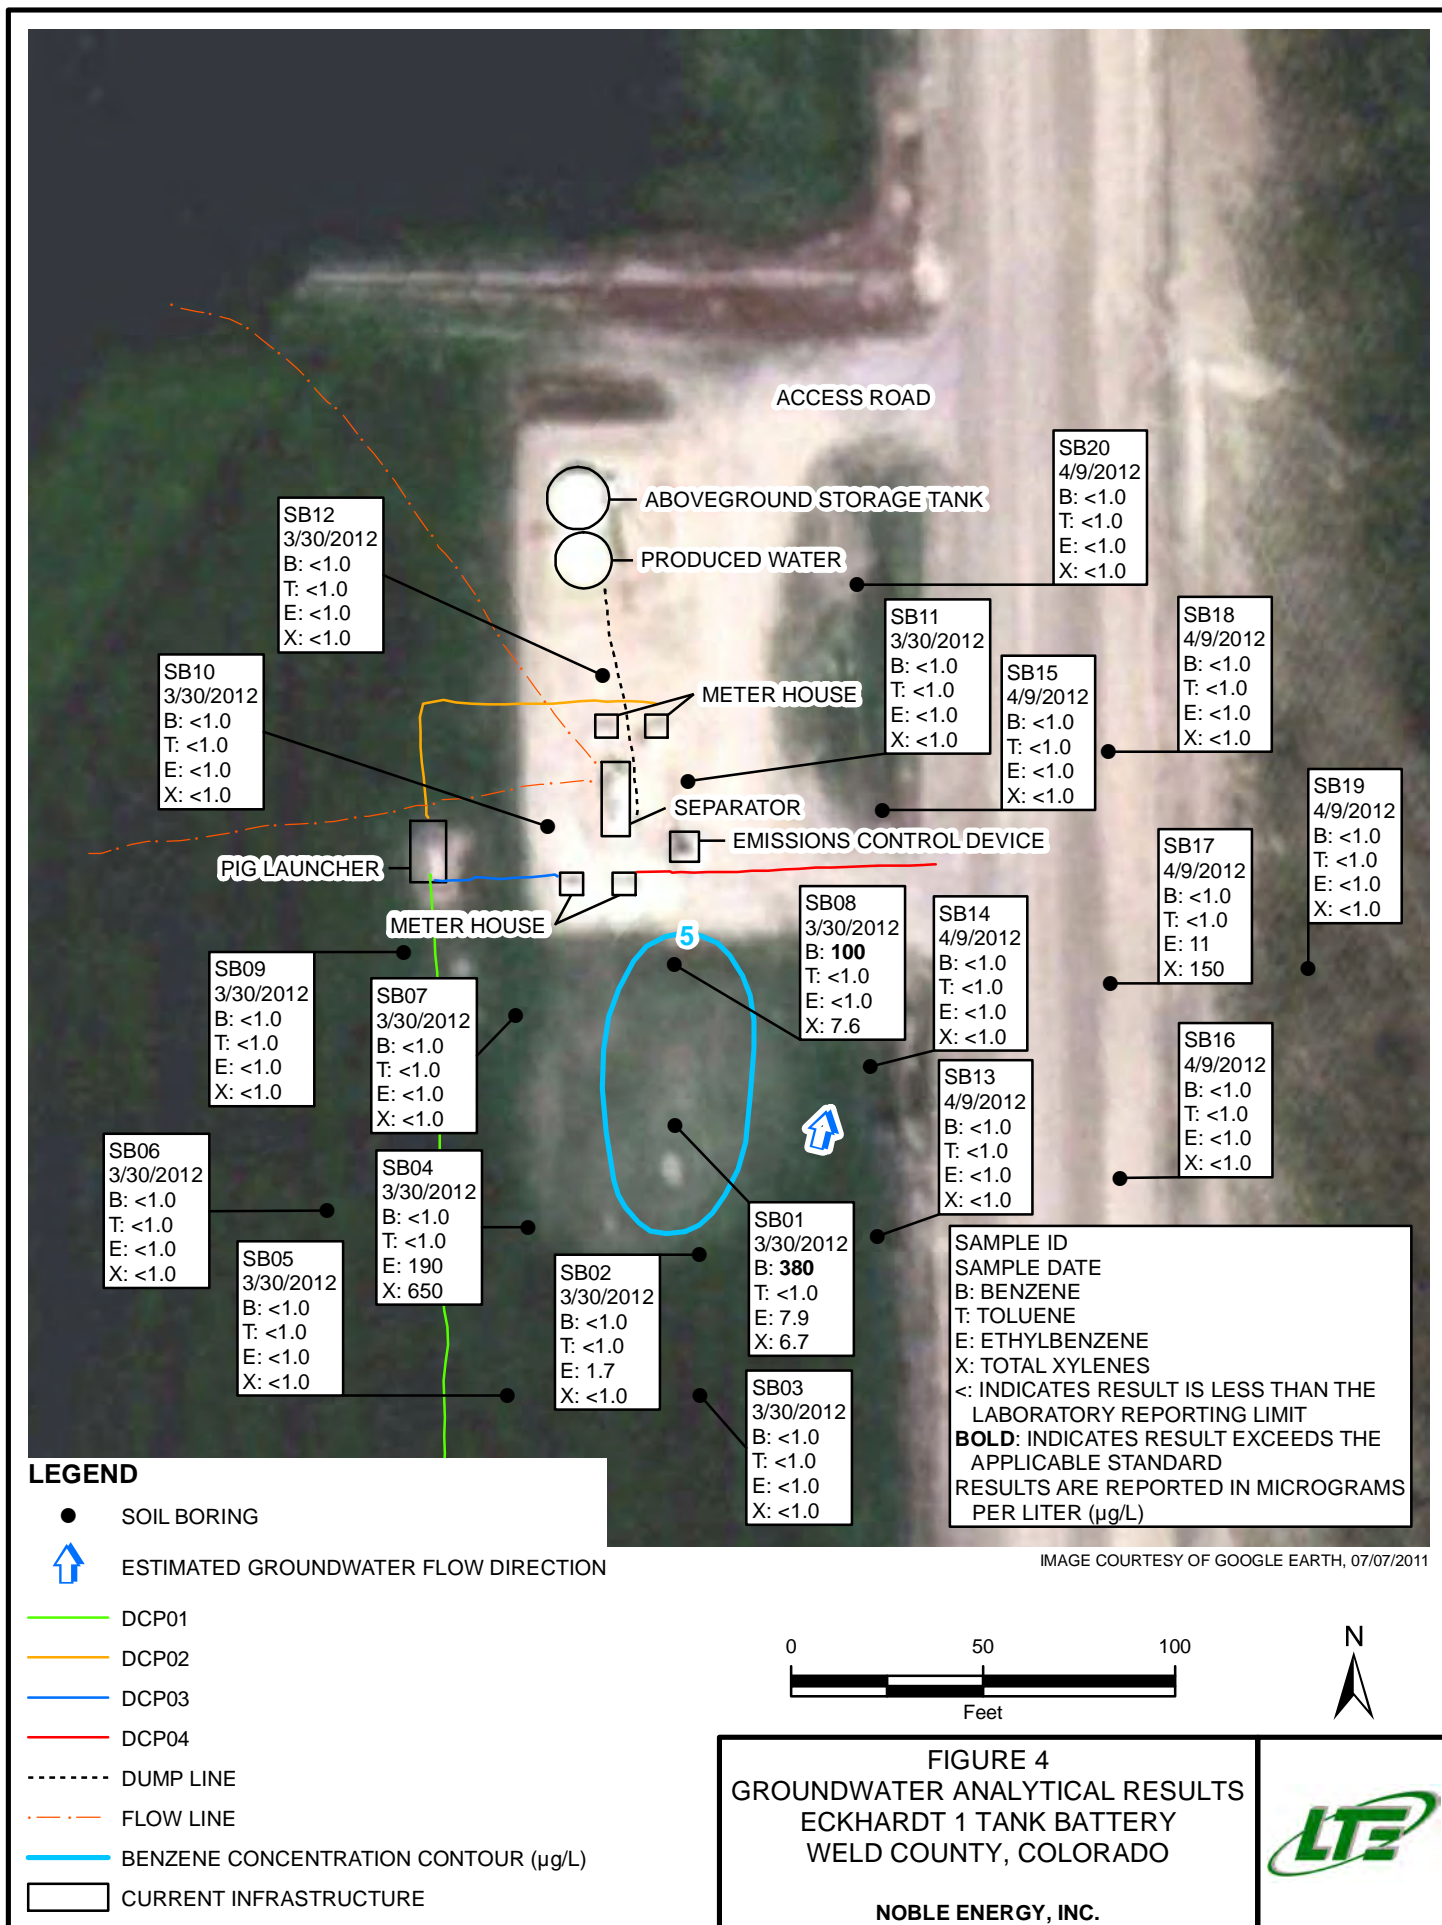 ACCESS ROAD
ABOVEGROUND STORAGE TANK
PRODUCED WATER
SB20
4/9/2012
B: <1.0
T: <1.0
E: <1.0
X: <1.0
SB12
3/30/2012
B: <1.0
T: <1.0
E: <1.0
X: <1.0
SB11
3/30/2012
B: <1.0
T: <1.0
E: <1.0
X: <1.0
SB18
4/9/2012
B: <1.0
T: <1.0
E: <1.0
X: <1.0
SB10
3/30/2012
B: <1.0
T: <1.0
E: <1.0
X: <1.0
METER HOUSE
SB15
4/9/2012
B: <1.0
T: <1.0
E: <1.0
X: <1.0
SB19
4/9/2012
B: <1.0
T: <1.0
E: <1.0
X: <1.0
SEPARATOR
EMISSIONS CONTROL DEVICE
PIG LAUNCHER
SB17
4/9/2012
B: <1.0
T: <1.0
E: 11
X: 150
METER HOUSE
5
SB08
3/30/2012
B: 100
T: <1.0
E: <1.0
X: 7.6
SB14
4/9/2012
B: <1.0
T: <1.0
E: <1.0
X: <1.0
SB09
3/30/2012
B: <1.0
T: <1.0
E: <1.0
X: <1.0
SB07
3/30/2012
B: <1.0
T: <1.0
E: <1.0
X: <1.0
SB16
4/9/2012
B: <1.0
T: <1.0
E: <1.0
X: <1.0
SB13
4/9/2012
B: <1.0
T: <1.0
E: <1.0
X: <1.0
SB06
3/30/2012
B: <1.0
T: <1.0
E: <1.0
X: <1.0
SB04
3/30/2012
B: <1.0
T: <1.0
E: 190
X: 650
SB01
3/30/2012
B: 380
T: <1.0
E: 7.9
X: 6.7
SB05
3/30/2012
B: <1.0
T: <1.0
E: <1.0
X: <1.0
SB02
3/30/2012
B: <1.0
T: <1.0
E: 1.7
X: <1.0
SB03
3/30/2012
B: <1.0
T: <1.0
E: <1.0
X: <1.0
SAMPLE ID
SAMPLE DATE
B: BENZENE
T: TOLUENE
E: ETHYLBENZENE
X: TOTAL XYLENES
<: INDICATES RESULT IS LESS THAN THE
LABORATORY REPORTING LIMIT
BOLD: INDICATES RESULT EXCEEDS THE
APPLICABLE STANDARD
RESULTS ARE REPORTED IN MICROGRAMS
PER LITER (µg/L)
IMAGE COURTESY OF GOOGLE EARTH, 07/07/2011
LEGEND
SOIL BORING
ESTIMATED GROUNDWATER FLOW DIRECTION
DCP01
DCP02
DCP03
DCP04
DUMP LINE
FLOW LINE
BENZENE CONCENTRATION CONTOUR (µg/L)
CURRENT INFRASTRUCTURE
0 50 100
Feet
N
FIGURE 4
GROUNDWATER ANALYTICAL RESULTS
ECKHARDT 1 TANK BATTERY
WELD COUNTY, COLORADO
NOBLE ENERGY, INC.
LTE